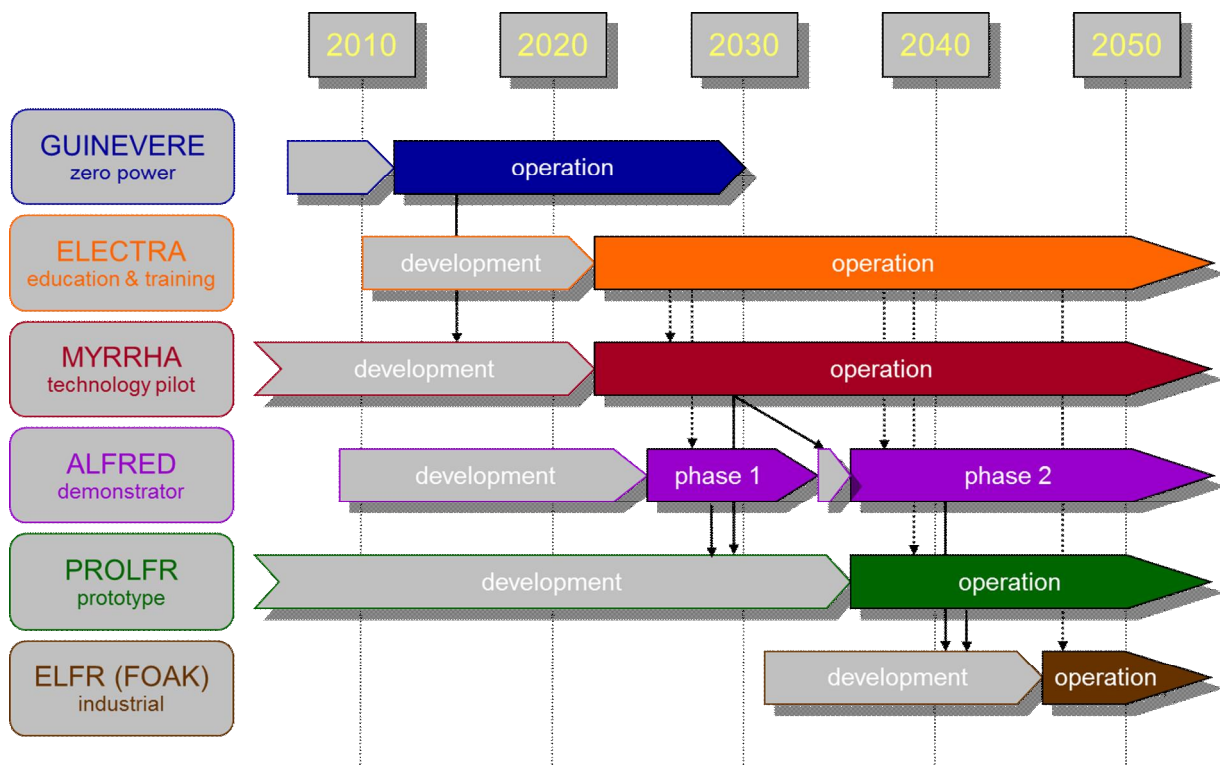 2010
2020
2030
2040
2050
GUINEVERE
zero power
operation
ELECTRA
education & training
development
operation
MYRRHA
technology pilot
development
operation
ALFRED
demonstrator
development
phase 1
phase 2
PROLFR
prototype
development
operation
ELFR (FOAK)
industrial
development
operation